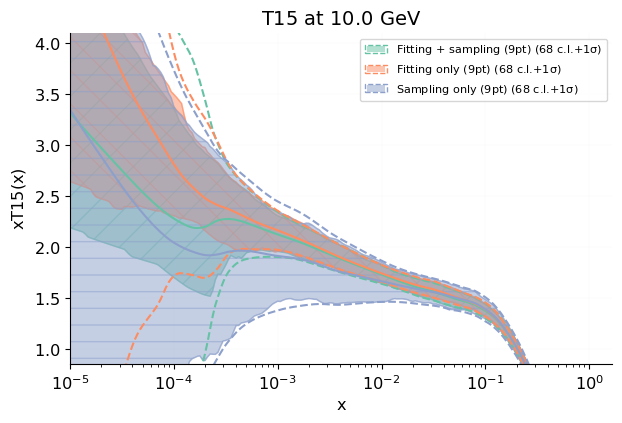 T15 at 10.0 GeV
Fitting + sampling (9pt) (68 c.l.+1σ)
Fitting only (9pt) (68 c.l.+1σ)
Sampling only (9pt) (68 c.l.+1σ)
xT15(x)
4.0
3.5
3.0
2.5
2.0
1.5
1.0
10⁻⁵ 10⁻⁴ 10⁻³ 10⁻² 10⁻¹ 10⁰
x